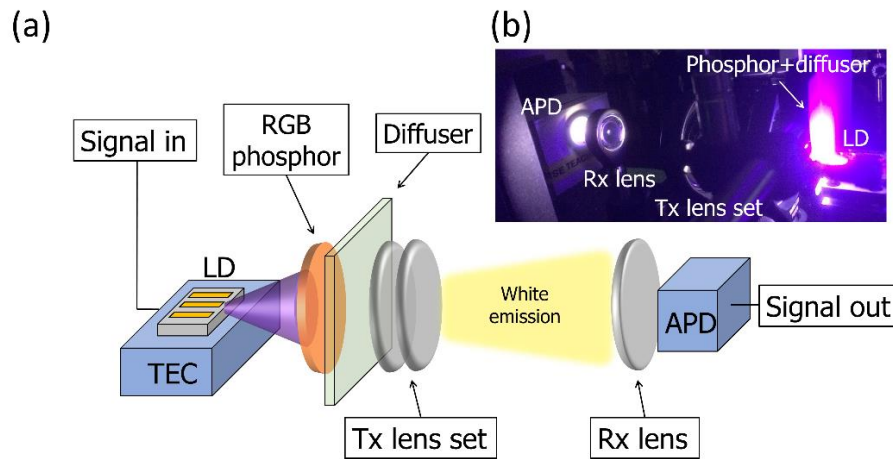 (a)
(b)
Phosphor+diffusor
APD
LD
Rx lens
Tx lens set
Signal in
RGB
phosphor
Diffuser
LD
TEC
White
emission
APD
Signal out
Tx lens set
Rx lens